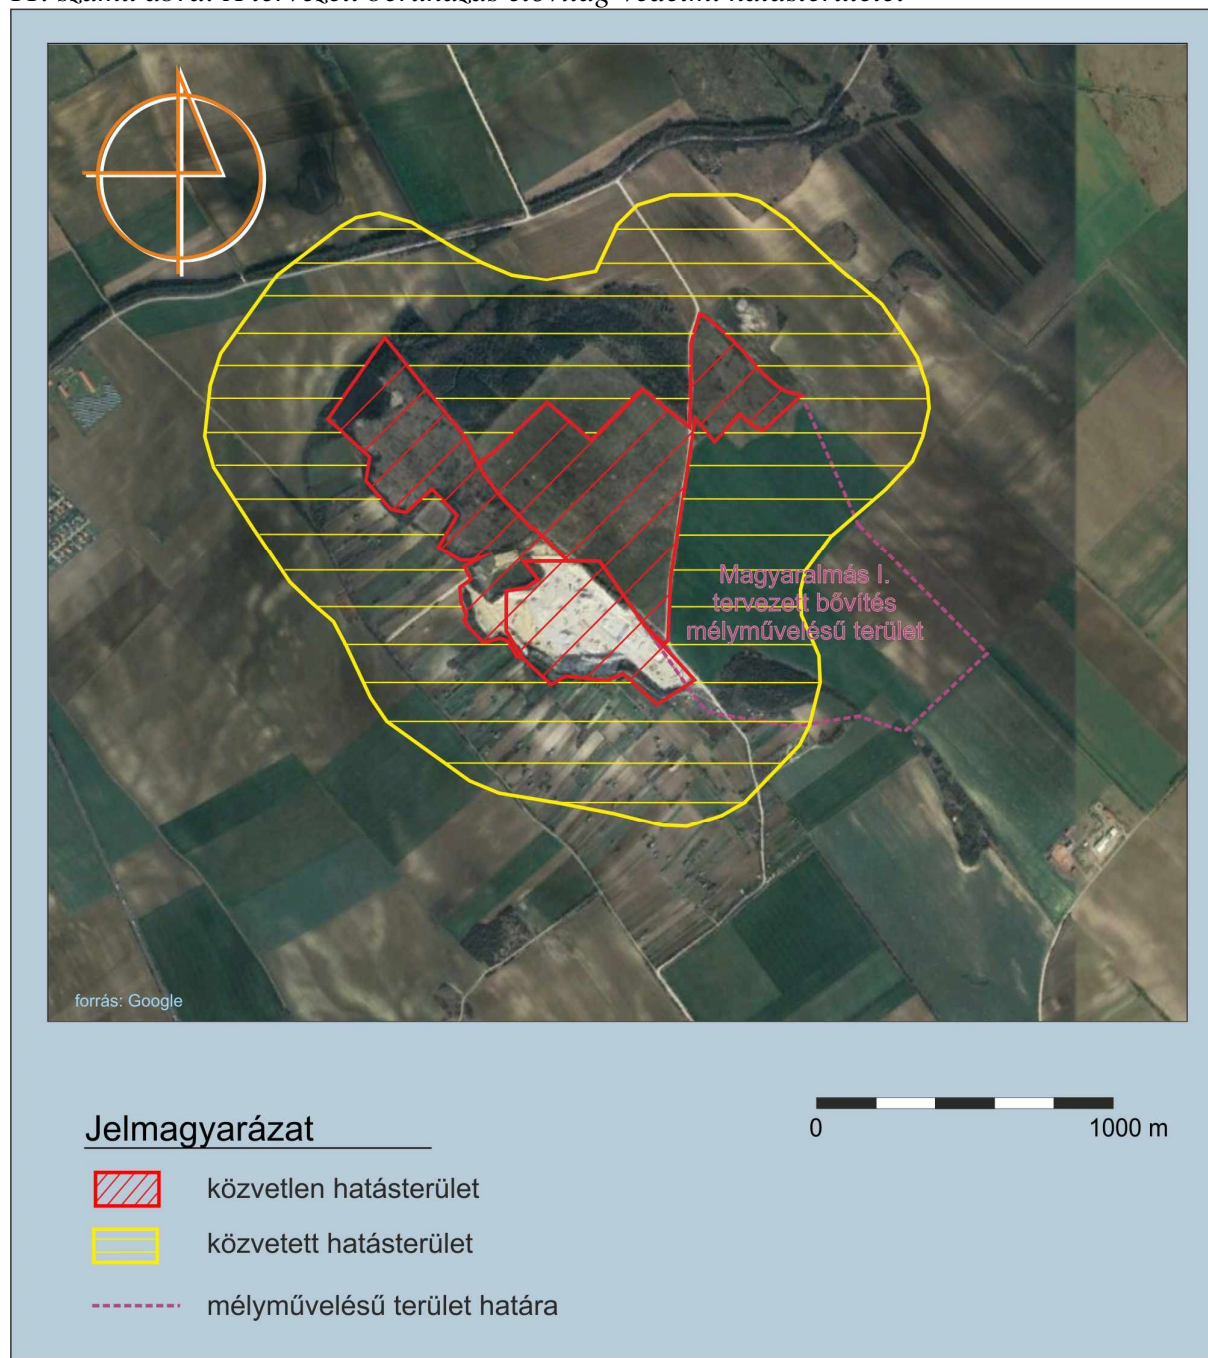 Magyaralmás I.
tervezett bővítés
mélyművelésű terület
forrás: Google
Jelmagyarázat
0 1000 m
közvetlen hatásterület
közvetett hatásterület
mélyművelésű terület határa